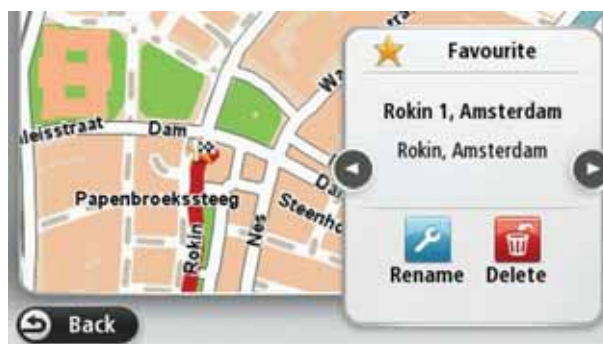 Favourite
Rokin 1, Amsterdam
Rokin, Amsterdam
Rename Delete
Dam
Papenbroekssteeg
Rokin
Nes
Back